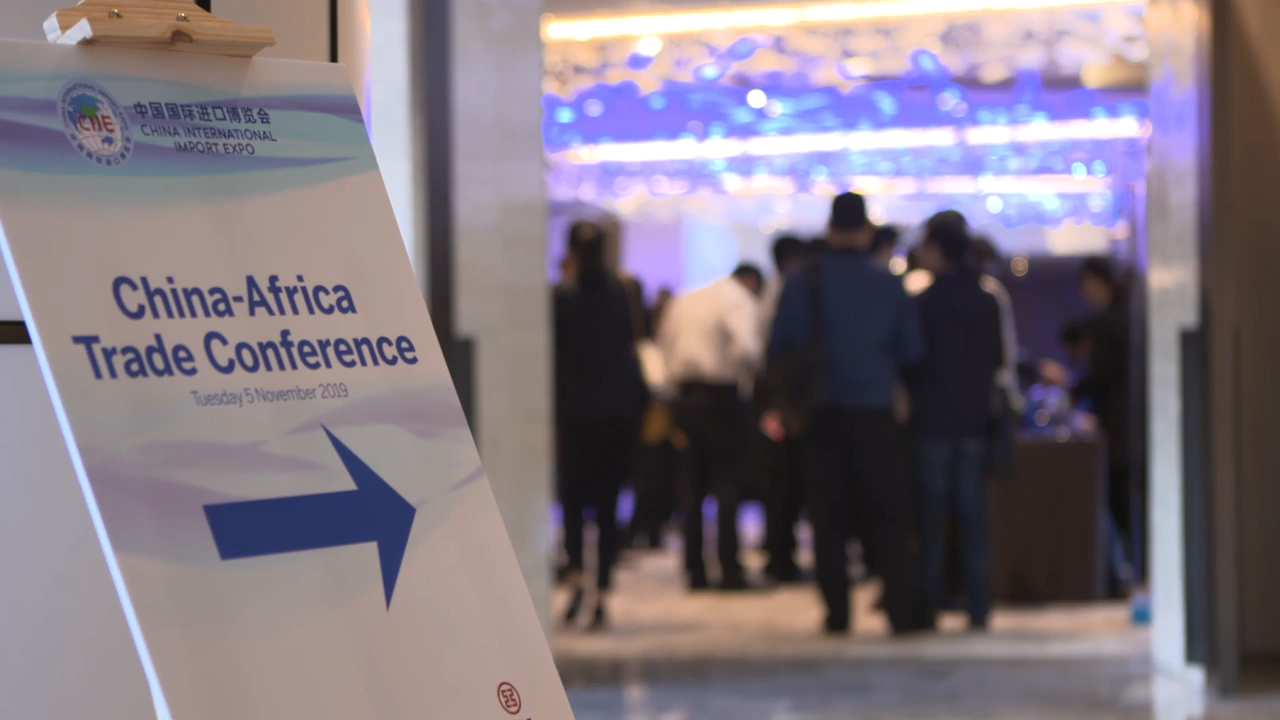 CIIE
中国国际进口博览会
CHINA INTERNATIONAL
IMPORT EXPO
China-Africa
Trade Conference
Tuesday 5 November 2019